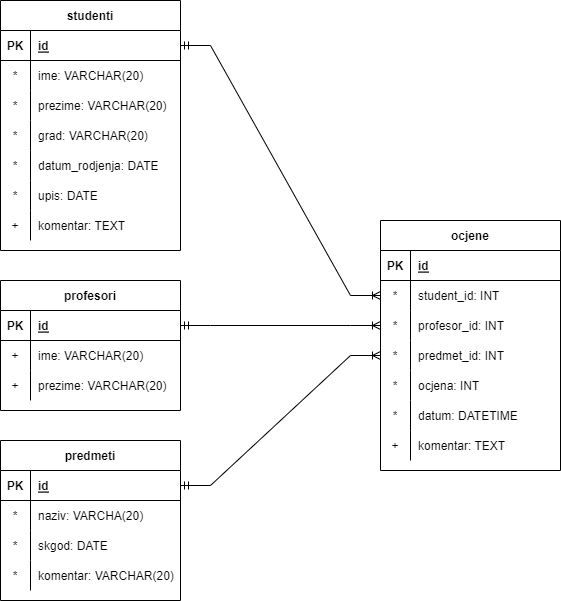 studenti
PK id
* ime: VARCHAR(20)
* prezime: VARCHAR(20)
* grad: VARCHAR(20)
* datum_rodjenja: DATE
* upis: DATE
+ komentar: TEXT
profesori
PK id
+ ime: VARCHAR(20)
+ prezime: VARCHAR(20)
predmeti
PK id
* naziv: VARCHA(20)
* skgod: DATE
* komentar: VARCHAR(20)
ocjene
PK id
* student_id: INT
* profesor_id: INT
* predmet_id: INT
* ocjena: INT
* datum: DATETIME
+ komentar: TEXT